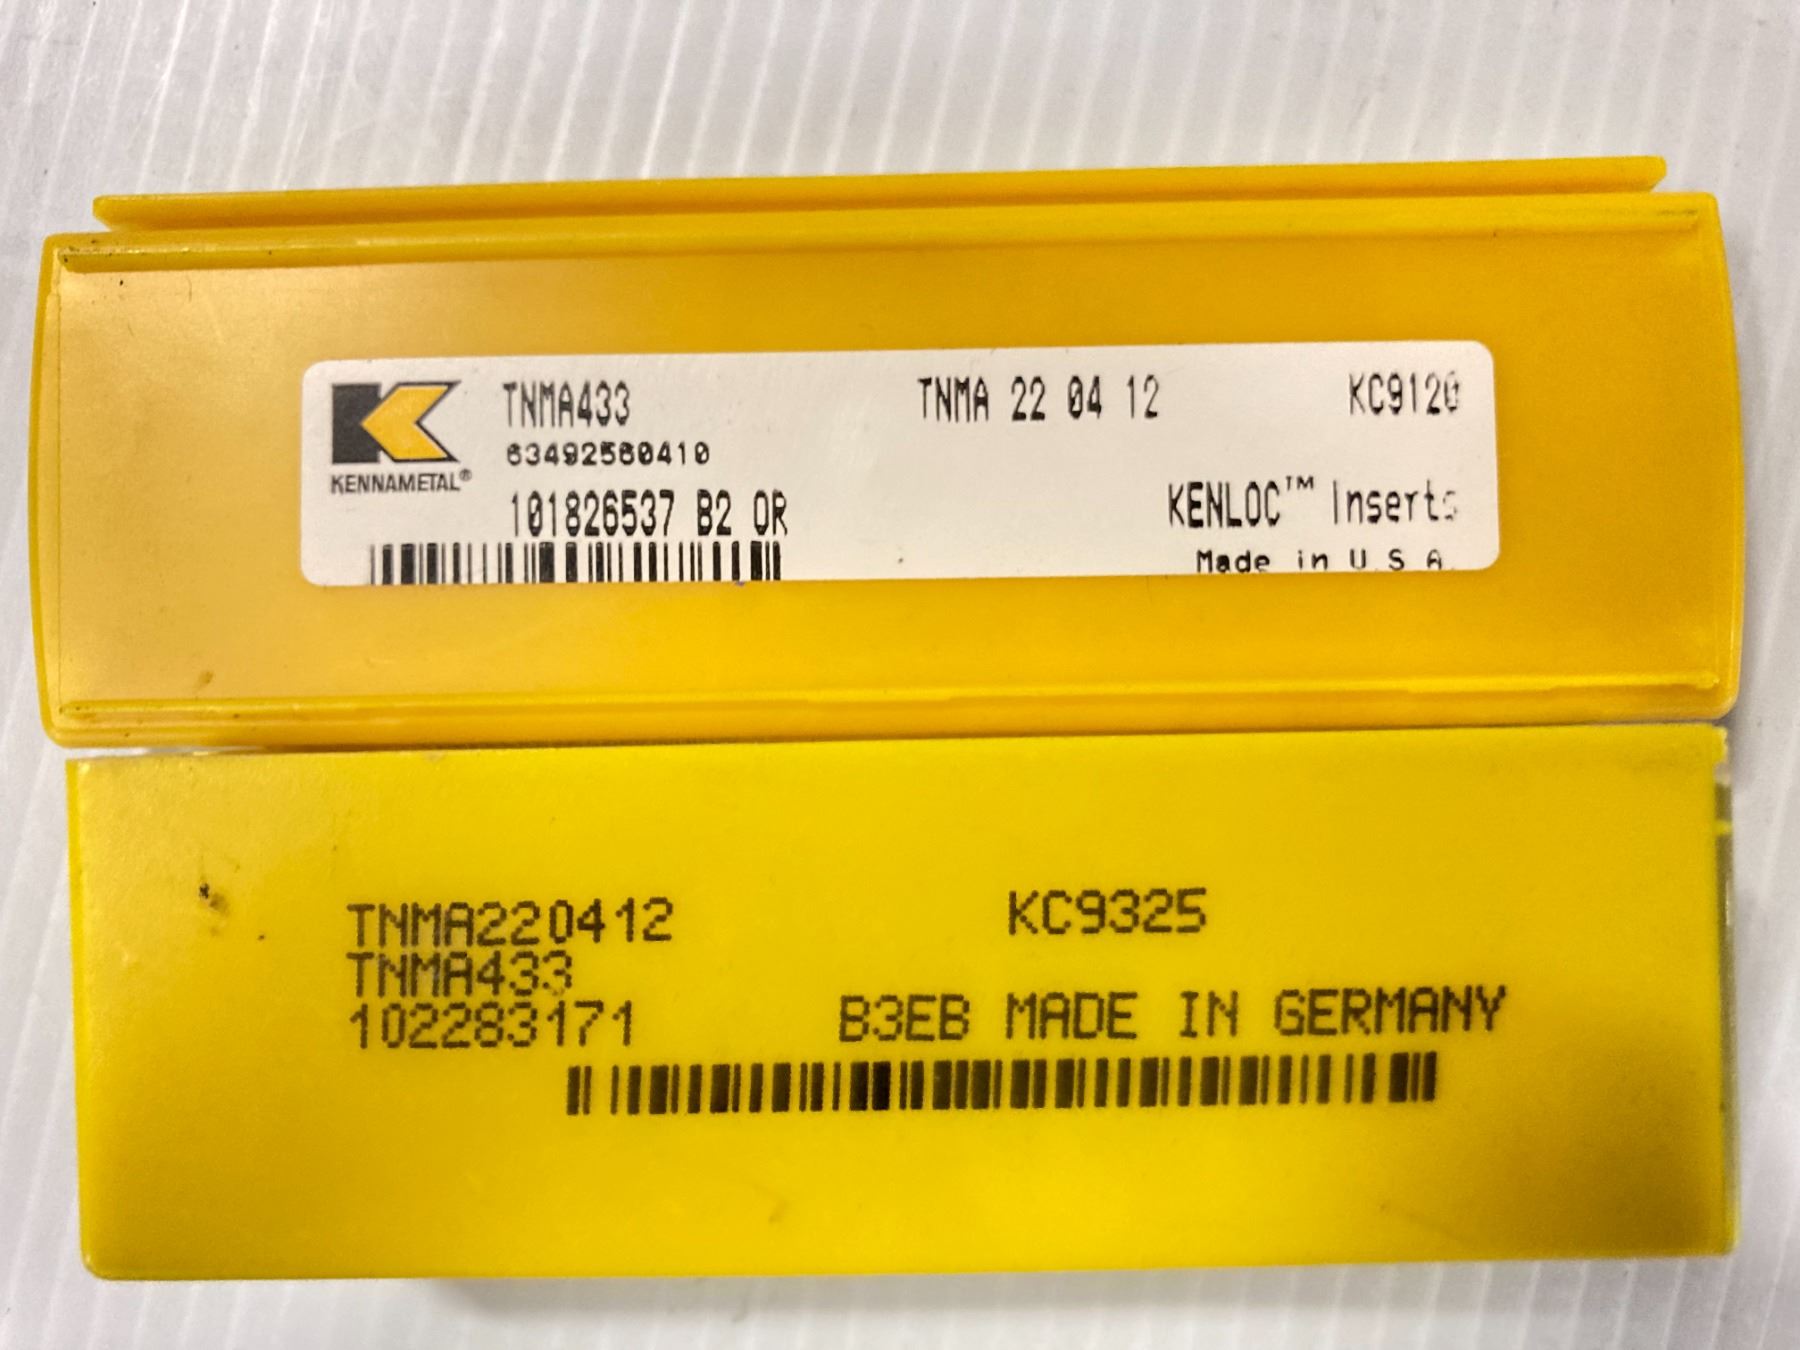 TNMA433 TNMA 22 04 12 KC9120
63492560410
KENNAMETAL®
101826537 B2 OR KENLOC™ Inserts
Made in U.S.A.
TNMA220412 KC9325
TNMA433
102283171 B3EB MADE IN GERMANY